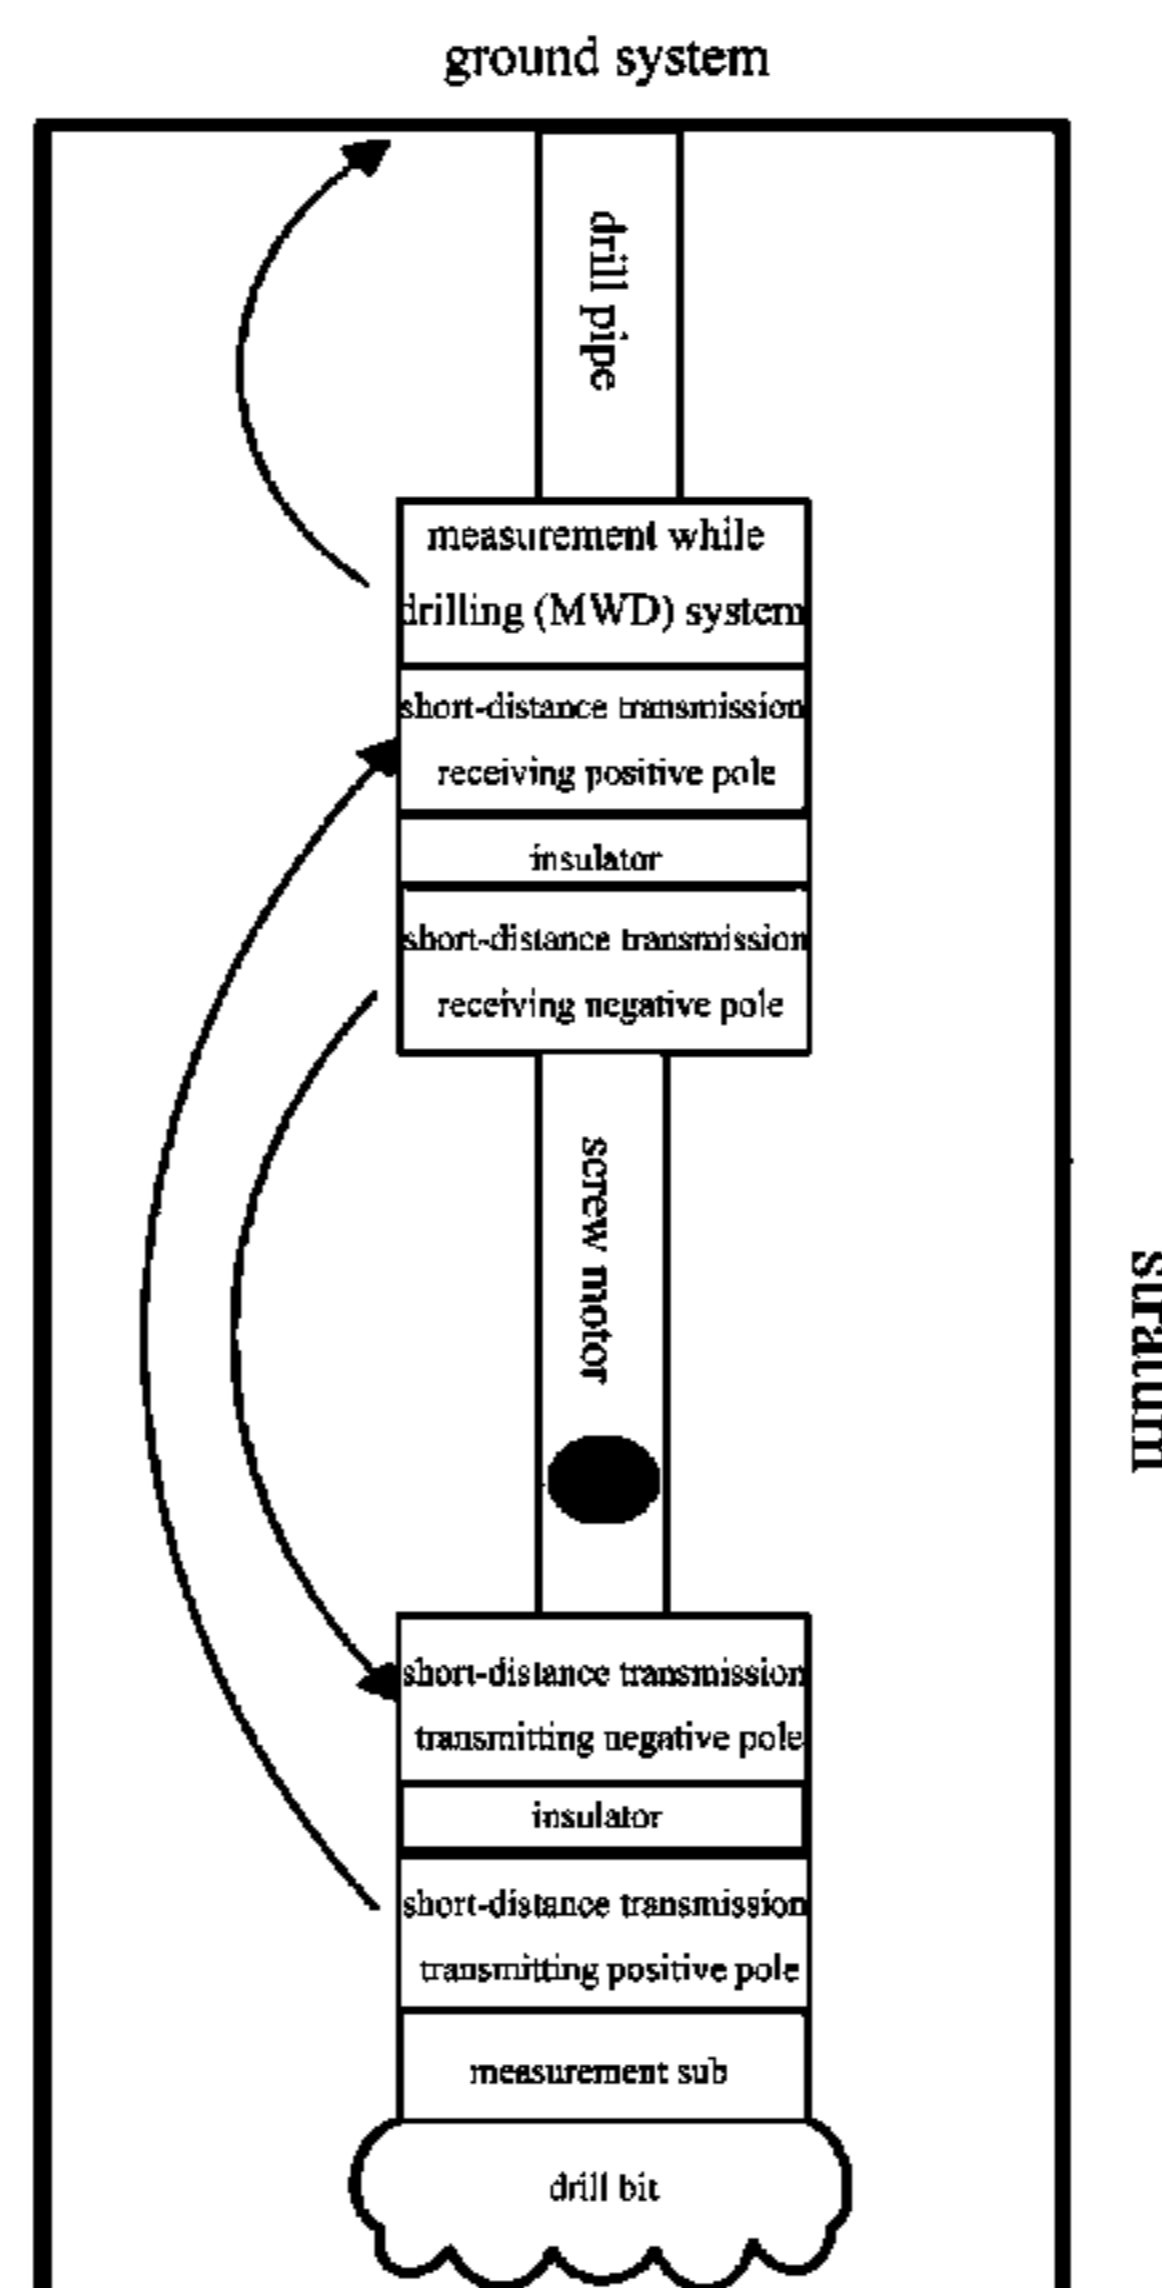 ground system
drill pipe
measurement while
drilling (MWD) system
short-distance transmission
receiving positive pole
insulator
short-distance transmission
receiving negative pole
screw motor
stratum
short-distance transmission
transmitting negative pole
insulator
short-distance transmission
transmitting positive pole
measurement sub
drill bit